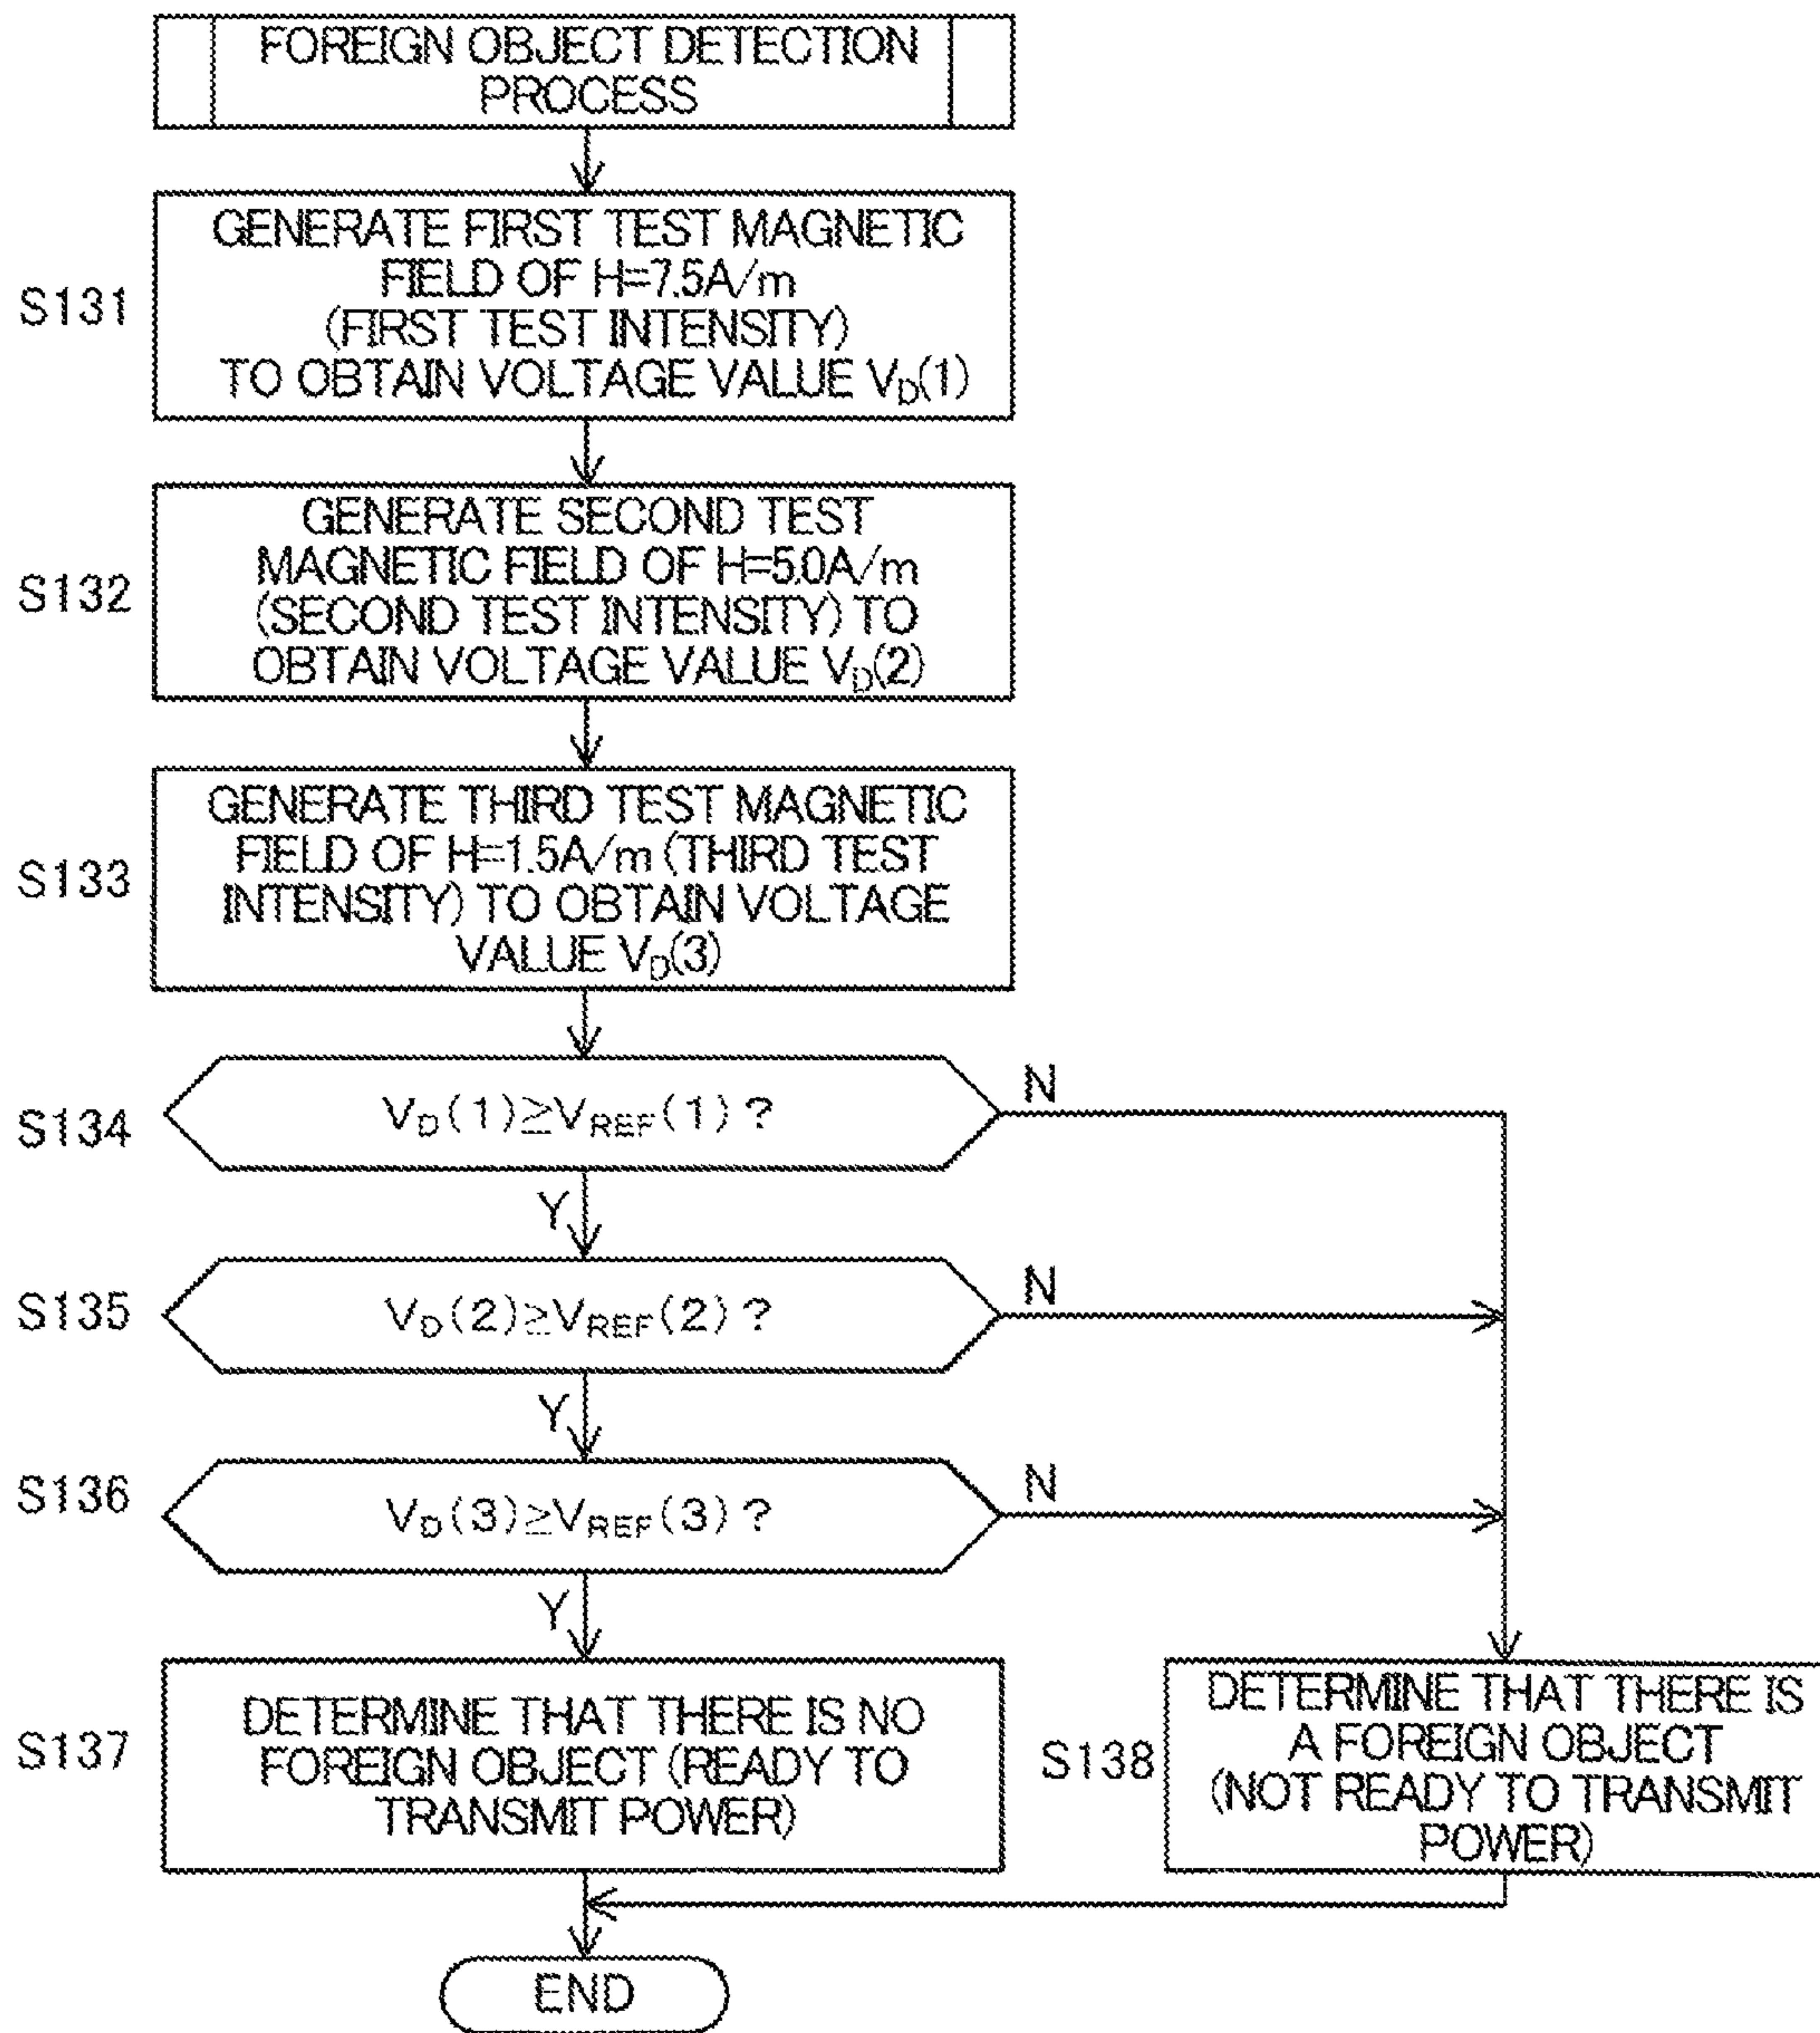 FOREIGN OBJECT DETECTION
PROCESS
S131
GENERATE FIRST TEST MAGNETIC
FIELD OF H=7.5A/m
(FIRST TEST INTENSITY)
TO OBTAIN VOLTAGE VALUE VD(1)
S132
GENERATE SECOND TEST
MAGNETIC FIELD OF H=5.0A/m
(SECOND TEST INTENSITY) TO
OBTAIN VOLTAGE VALUE VD(2)
S133
GENERATE THIRD TEST MAGNETIC
FIELD OF H=1.5A/m (THIRD TEST
INTENSITY) TO OBTAIN VOLTAGE
VALUE VD(3)
S134
VD(1)≧VREF(1) ?
N
Y
S135
VD(2)≧VREF(2) ?
N
Y
S136
VD(3)≧VREF(3) ?
N
Y
S137
DETERMINE THAT THERE IS NO
FOREIGN OBJECT (READY TO
TRANSMIT POWER)
S138
DETERMINE THAT THERE IS
A FOREIGN OBJECT
(NOT READY TO TRANSMIT
POWER)
END